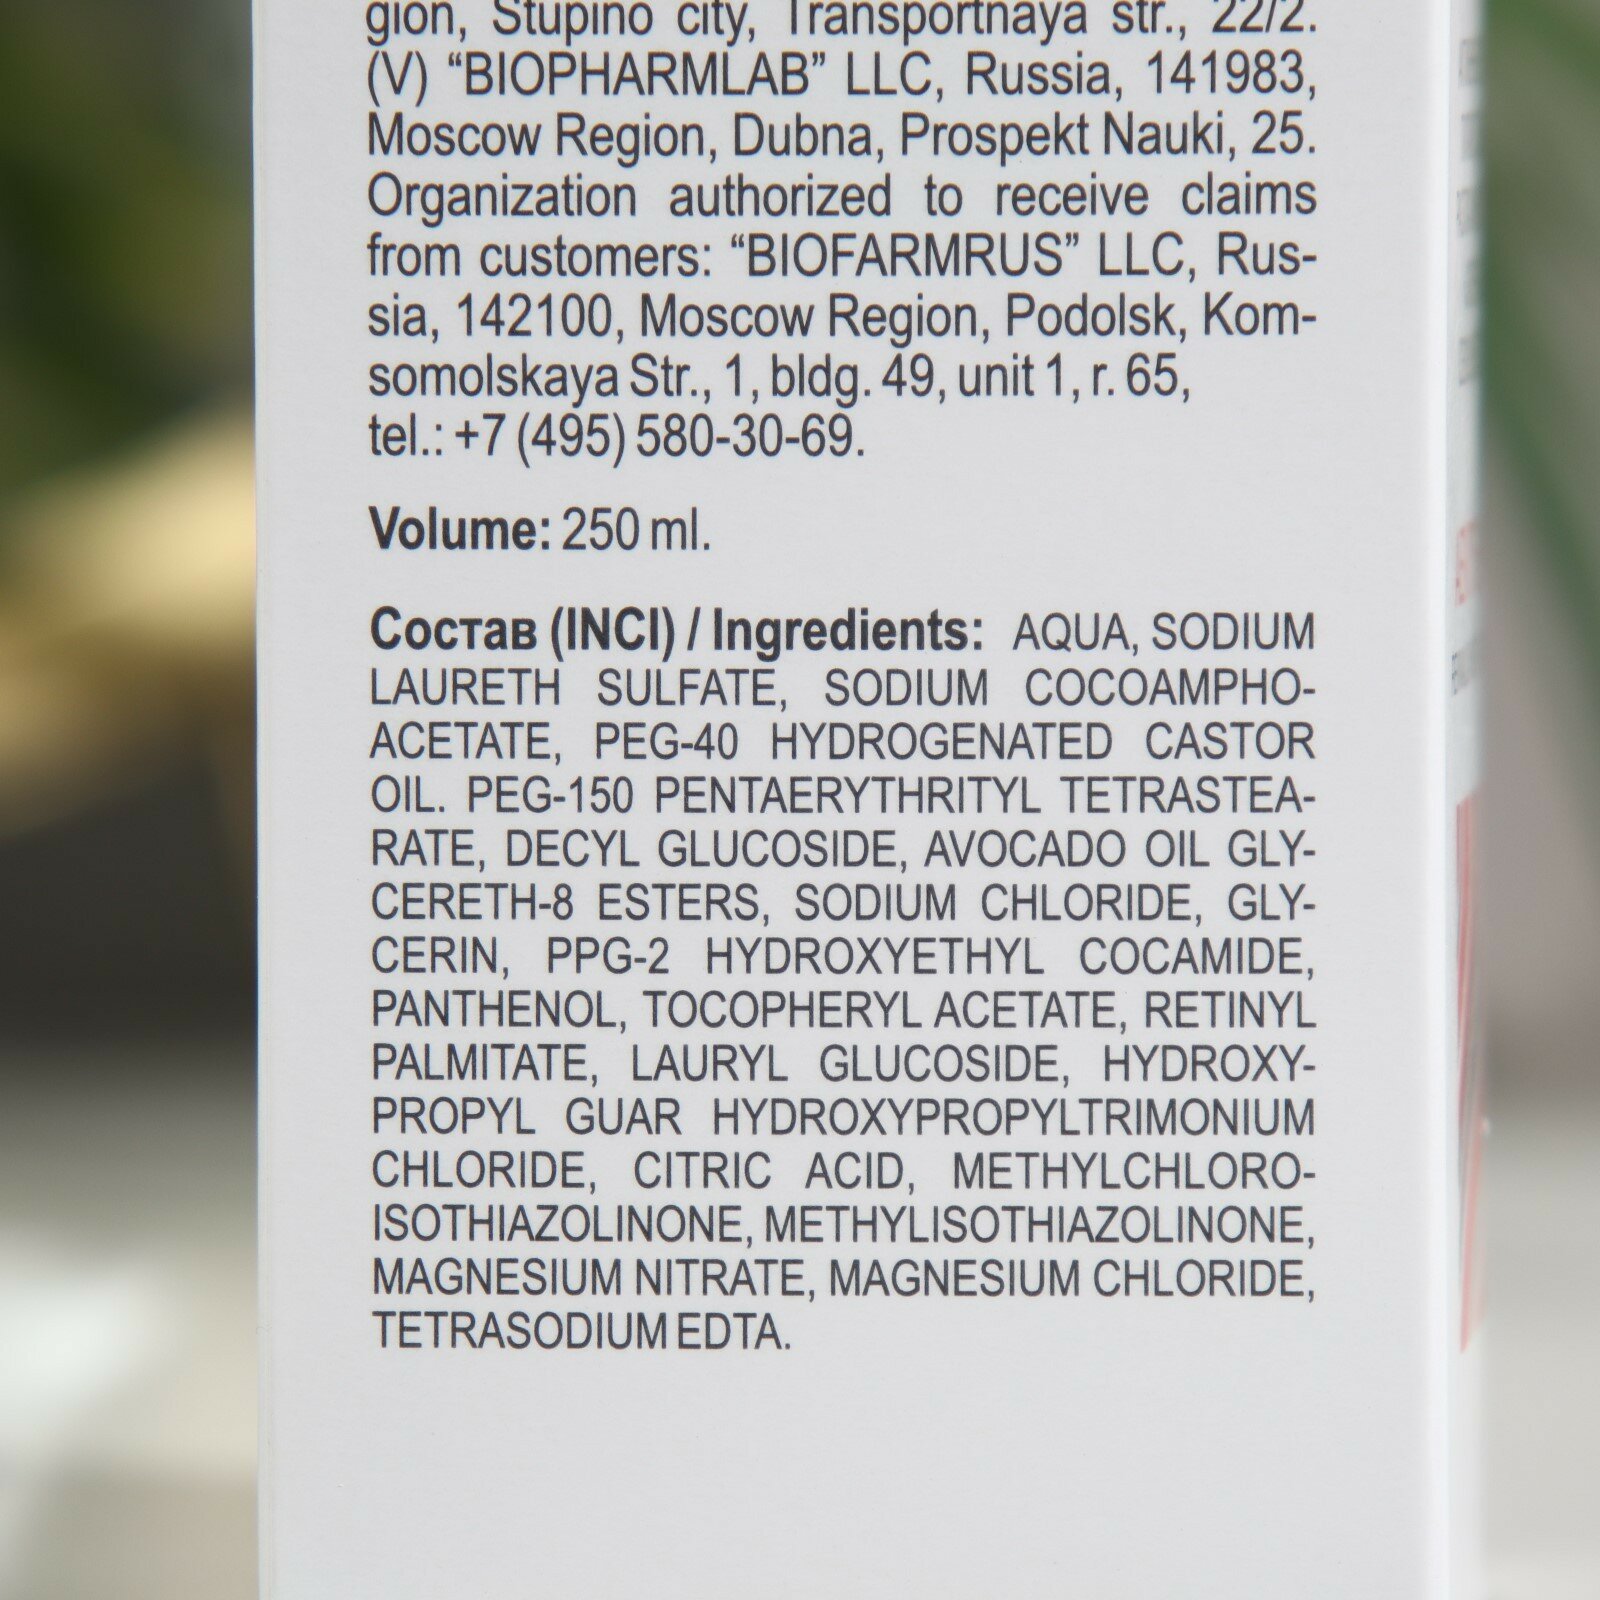 gion, Stupino city, Transportnaya str., 22/2.
(V) “BIOPHARMLAB” LLC, Russia, 141983,
Moscow Region, Dubna, Prospekt Nauki, 25.
Organization authorized to receive claims
from customers: “BIOFARMRUS” LLC, Rus-
sia, 142100, Moscow Region, Podolsk, Kom-
somolskaya Str., 1, bldg. 49, unit 1, r. 65,
tel.: +7 (495) 580-30-69.
Volume: 250 ml.
Состав (INCI) / Ingredients: AQUA, SODIUM
LAURETH SULFATE, SODIUM COCOAMPHO-
ACETATE, PEG-40 HYDROGENATED CASTOR
OIL. PEG-150 PENTAERYTHRITYL TETRASTEA-
RATE, DECYL GLUCOSIDE, AVOCADO OIL GLY-
CERETH-8 ESTERS, SODIUM CHLORIDE, GLY-
CERIN, PPG-2 HYDROXYETHYL COCAMIDE,
PANTHENOL, TOCOPHERYL ACETATE, RETINYL
PALMITATE, LAURYL GLUCOSIDE, HYDROXY-
PROPYL GUAR HYDROXYPROPYLTRIMONIUM
CHLORIDE, CITRIC ACID, METHYLCHLORO-
ISOTHIAZOLINONE, METHYLISOTHIAZOLINONE,
MAGNESIUM NITRATE, MAGNESIUM CHLORIDE,
TETRASODIUM EDTA.